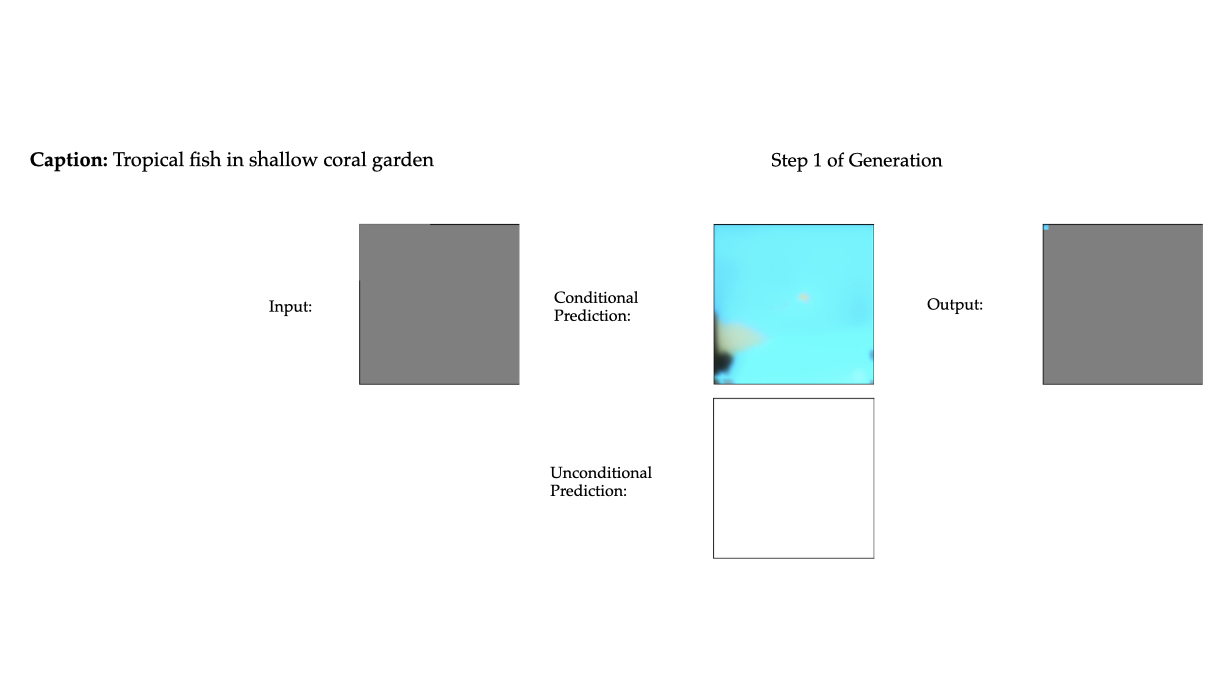 Caption: Tropical fish in shallow coral garden
Step 1 of Generation
Input:
Conditional
Prediction:
Output:
Unconditional
Prediction: